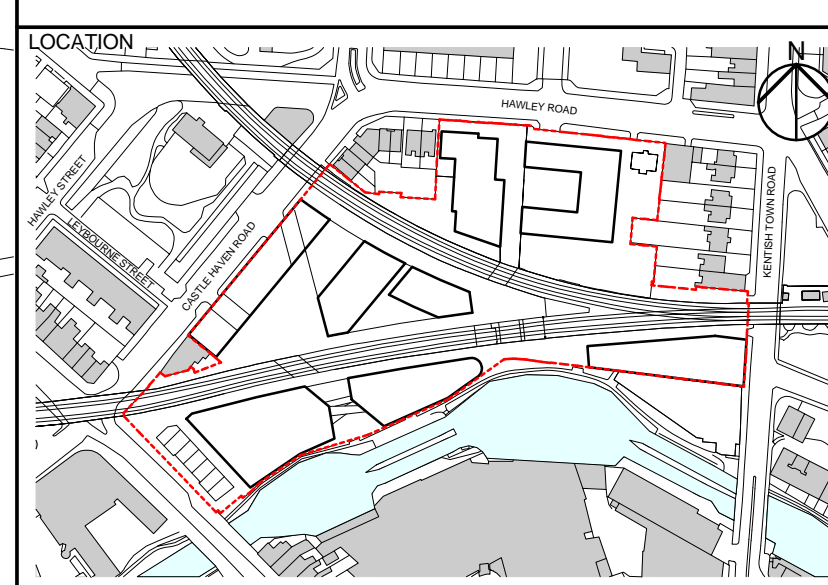 LOCATION
N
HAWLEY ROAD
HAWLEY STREET
LEYBOURNE STREET
CASTLE HAVEN ROAD
KENTISH TOWN ROAD